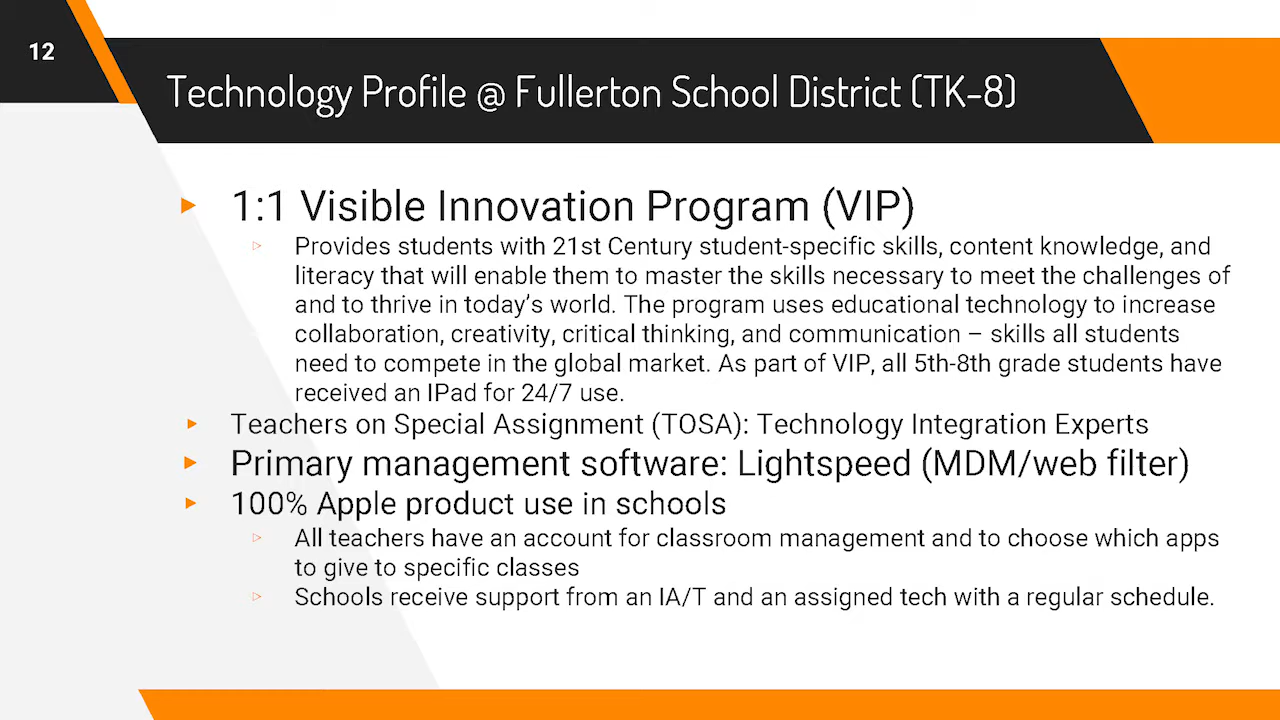 12
Technology Profile @ Fullerton School District (TK-8)
1:1 Visible Innovation Program (VIP)
Provides students with 21st Century student-specific skills, content knowledge, and
literacy that will enable them to master the skills necessary to meet the challenges of
and to thrive in today's world. The program uses educational technology to increase
collaboration, creativity, critical thinking, and communication – skills all students
need to compete in the global market. As part of VIP, all 5th-8th grade students have
received an IPad for 24/7 use.
Teachers on Special Assignment (TOSA): Technology Integration Experts
Primary management software: Lightspeed (MDM/web filter)
100% Apple product use in schools
All teachers have an account for classroom management and to choose which apps
to give to specific classes
Schools receive support from an IA/T and an assigned tech with a regular schedule.